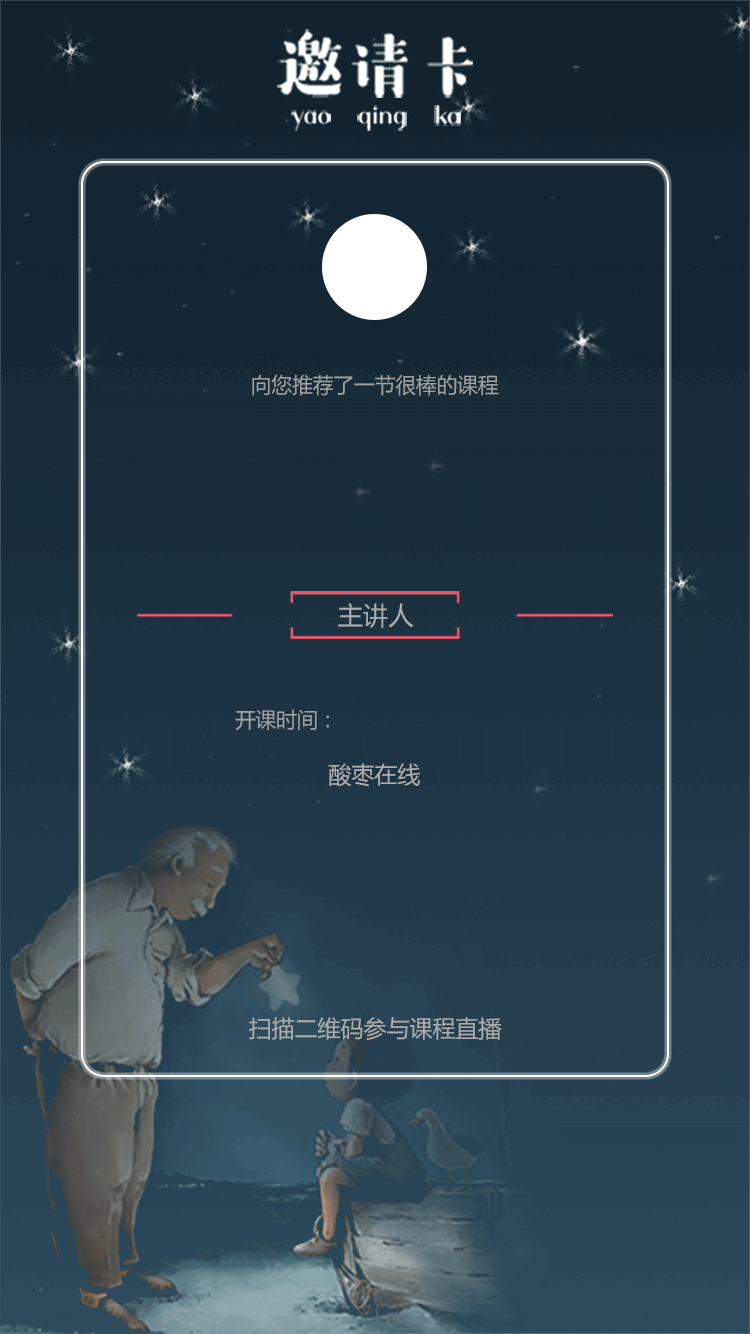 邀请卡
yao qing ka
向您推荐了一节很棒的课程
主讲人
开课时间：
酸枣在线
扫描二维码参与课程直播